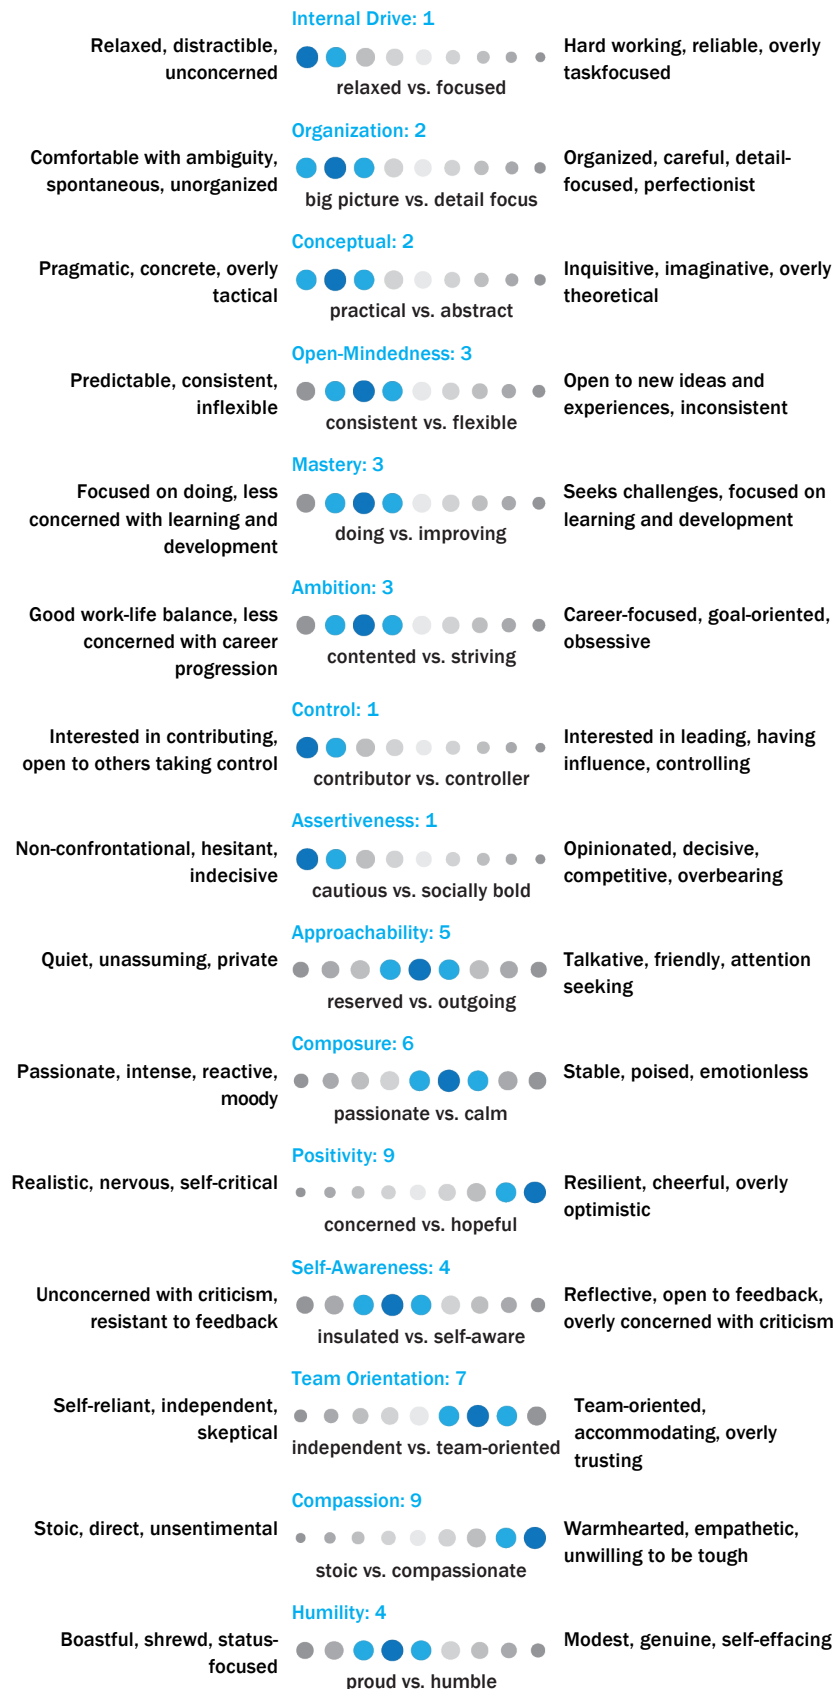 Internal Drive: 1
Relaxed, distractible,
unconcerned
relaxed vs. focused
Hard working, reliable, overly
taskfocused
Organization: 2
Comfortable with ambiguity,
spontaneous, unorganized
big picture vs. detail focus
Organized, careful, detail-
focused, perfectionist
Conceptual: 2
Pragmatic, concrete, overly
tactical
practical vs. abstract
Inquisitive, imaginative, overly
theoretical
Open-Mindedness: 3
Predictable, consistent,
inflexible
consistent vs. flexible
Open to new ideas and
experiences, inconsistent
Mastery: 3
Focused on doing, less
concerned with learning and
development
doing vs. improving
Seeks challenges, focused on
learning and development
Ambition: 3
Good work-life balance, less
concerned with career
progression
contented vs. striving
Career-focused, goal-oriented,
obsessive
Control: 1
Interested in contributing,
open to others taking control
contributor vs. controller
Interested in leading, having
influence, controlling
Assertiveness: 1
Non-confrontational, hesitant,
indecisive
cautious vs. socially bold
Opinionated, decisive,
competitive, overbearing
Approachability: 5
Quiet, unassuming, private
reserved vs. outgoing
Talkative, friendly, attention
seeking
Composure: 6
Passionate, intense, reactive,
moody
passionate vs. calm
Stable, poised, emotionless
Positivity: 9
Realistic, nervous, self-critical
concerned vs. hopeful
Resilient, cheerful, overly
optimistic
Self-Awareness: 4
Unconcerned with criticism,
resistant to feedback
insulated vs. self-aware
Reflective, open to feedback,
overly concerned with criticism
Team Orientation: 7
Self-reliant, independent,
skeptical
independent vs. team-oriented
Team-oriented,
accommodating, overly
trusting
Compassion: 9
Stoic, direct, unsentimental
stoic vs. compassionate
Warmhearted, empathetic,
unwilling to be tough
Humility: 4
Boastful, shrewd, status-
focused
proud vs. humble
Modest, genuine, self-effacing